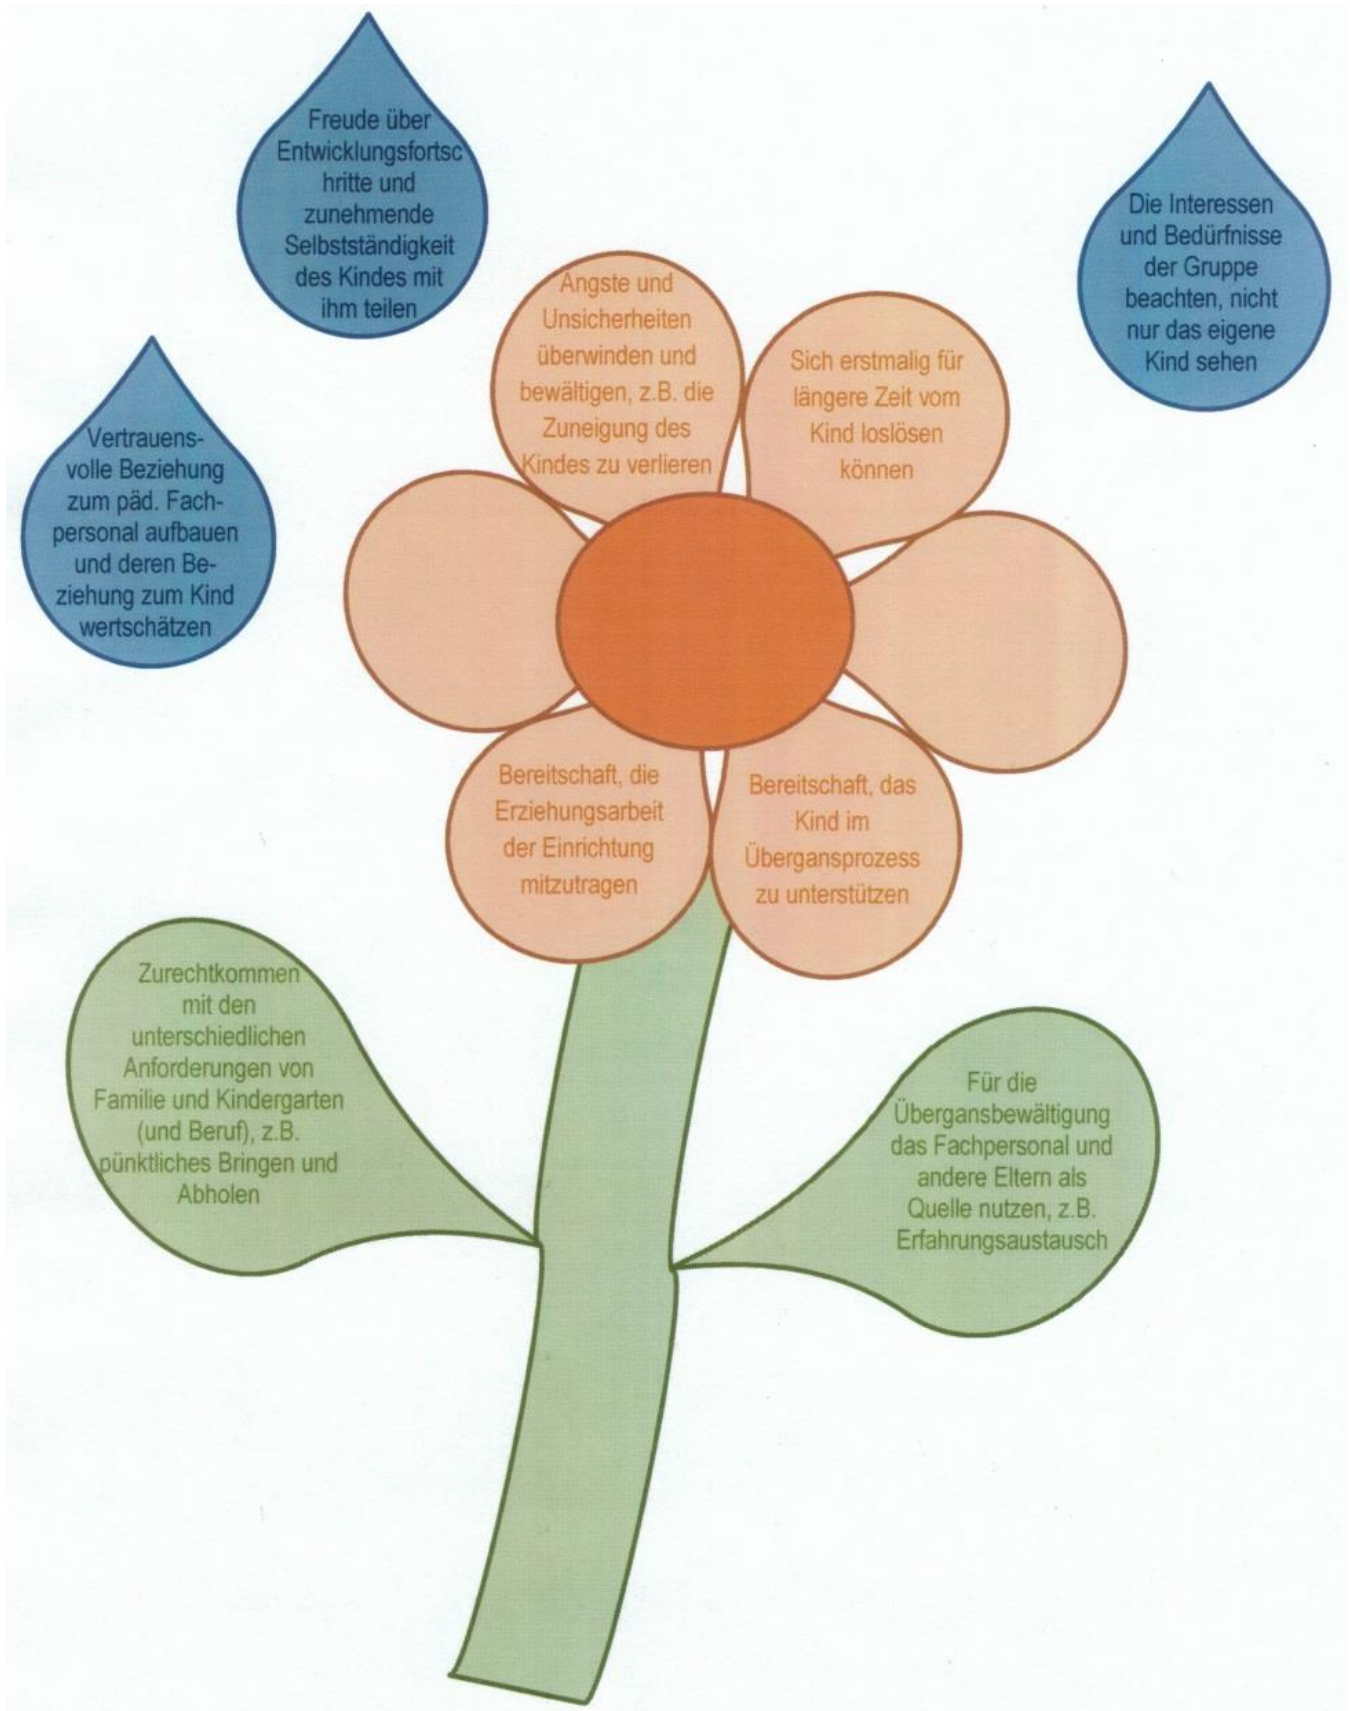 Freude über
Entwicklungsfortsc
hritte und
zunehmende
Selbstständigkeit
des Kindes mit
ihm teilen
Die Interessen
und Bedürfnisse
der Gruppe
beachten, nicht
nur das eigene
Kind sehen
Vertrauens-
volle Beziehung
zum päd. Fach-
personal aufbauen
und deren Be-
ziehung zum Kind
wertschätzen
Ängste und
Unsicherheiten
überwinden und
bewältigen, z.B. die
Zuneigung des
Kindes zu verlieren
Sich erstmalig für
längere Zeit vom
Kind loslösen
können
Bereitschaft, die
Erziehungsarbeit
der Einrichtung
mitzutragen
Bereitschaft, das
Kind im
Übergansprozess
zu unterstützen
Zurechtkommen
mit den
unterschiedlichen
Anforderungen von
Familie und Kindergarten
(und Beruf), z.B.
pünktliches Bringen und
Abholen
Für die
Übergansbewältigung
das Fachpersonal und
andere Eltern als
Quelle nutzen, z.B.
Erfahrungsaustausch